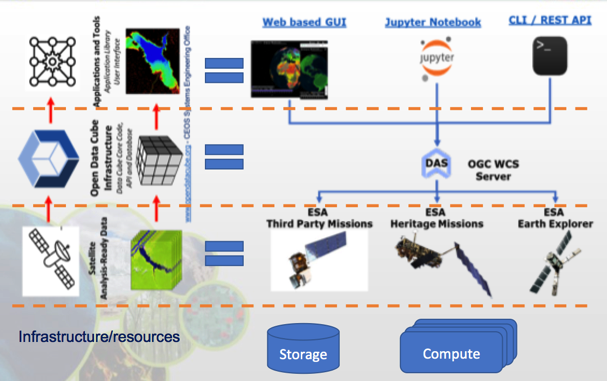 Web based GUI
Jupyter Notebook
CLI / REST API
Applications and Tools
Application Library
User Interface
www.opendatacube.org - CEOS Systems Engineering Office
jupyter
>_
Open Data Cube
Infrastructure
Data Cube Core Code,
API and Database
DAS
OGC WCS
Server
Satellite
Analysis-Ready Data
ESA
Third Party Missions
ESA
Heritage Missions
ESA
Earth Explorer
Infrastructure/resources
Storage
Compute